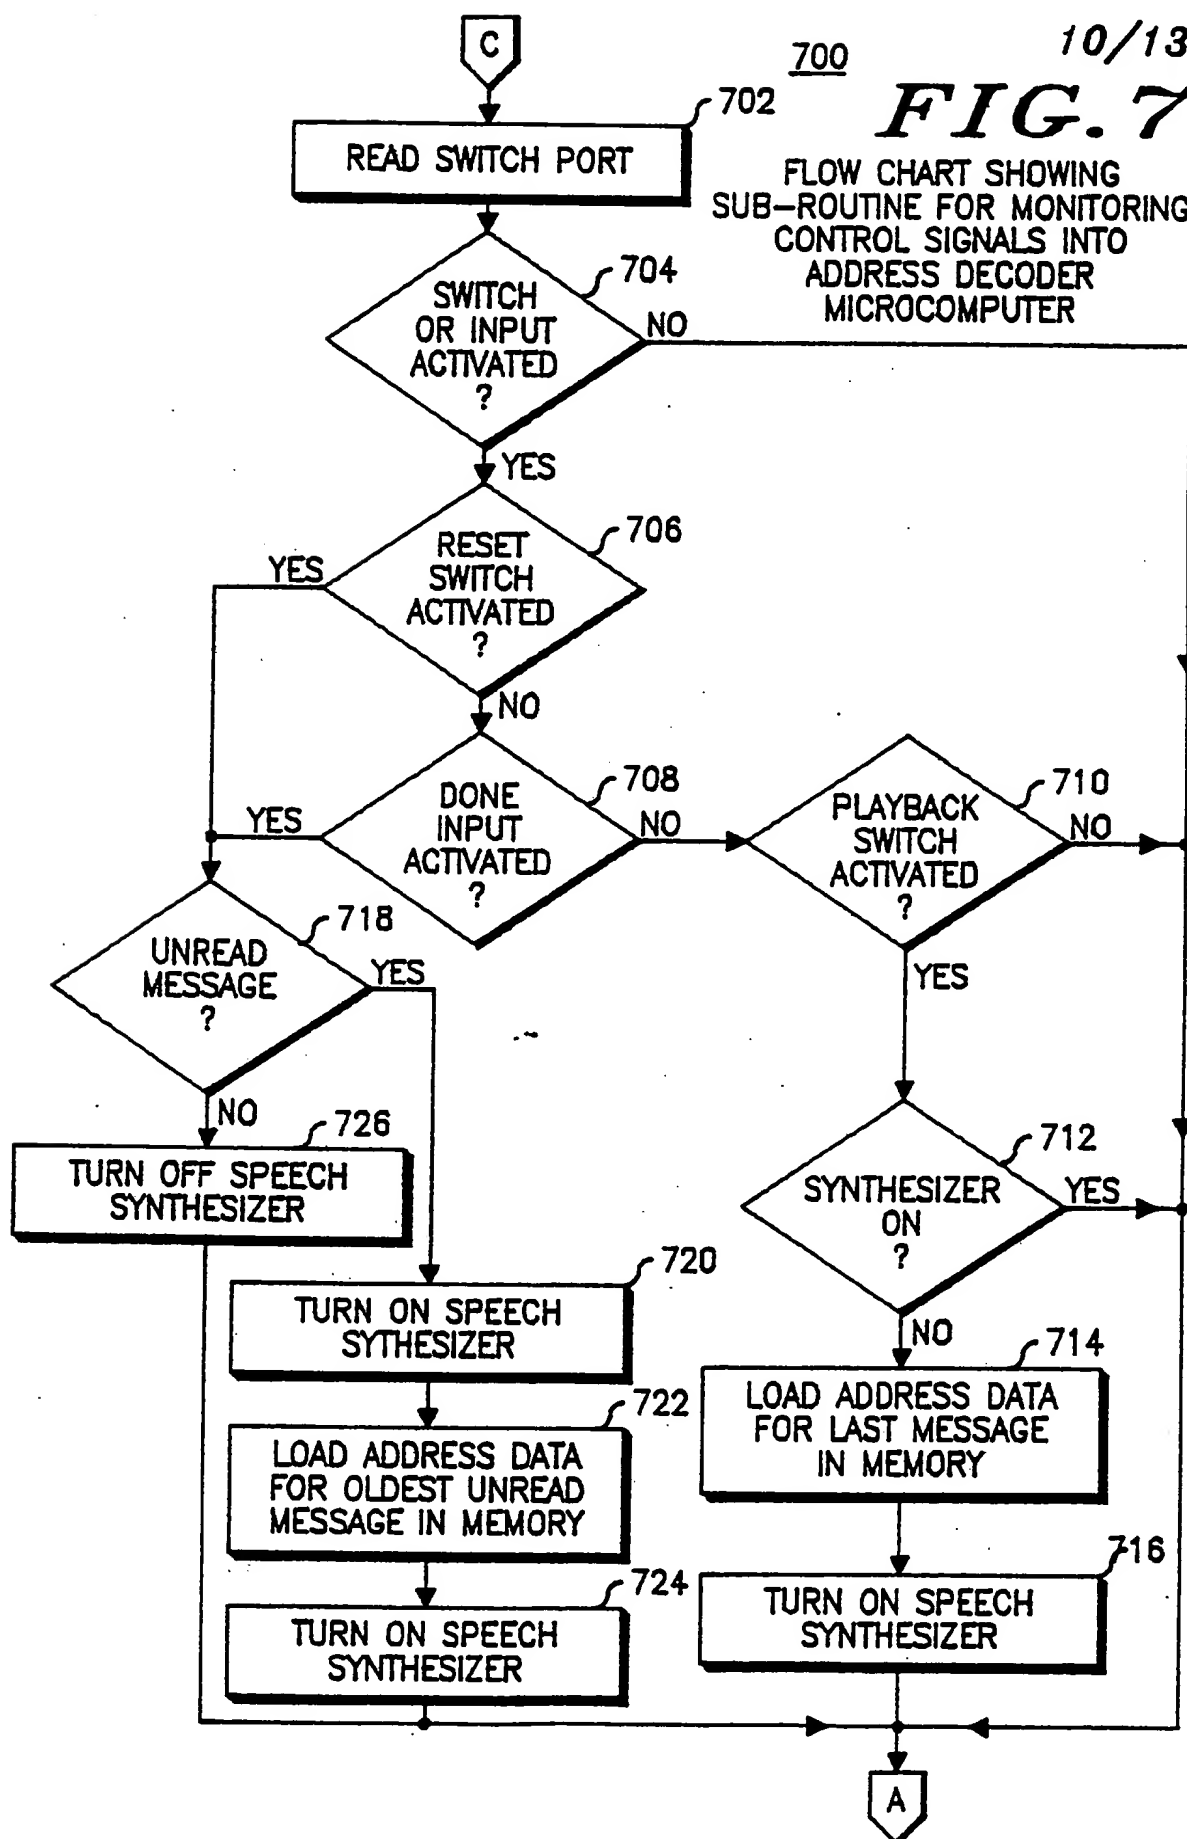 C
700
10/13
FIG. 7
FLOW CHART SHOWING
SUB-ROUTINE FOR MONITORING
CONTROL SIGNALS INTO
ADDRESS DECODER
MICROCOMPUTER
702
READ SWITCH PORT
704
SWITCH
OR INPUT
ACTIVATED
?
NO
YES
706
RESET
SWITCH
ACTIVATED
?
YES
NO
708
DONE
INPUT
ACTIVATED
?
YES
NO
710
PLAYBACK
SWITCH
ACTIVATED
?
NO
YES
718
UNREAD
MESSAGE
?
YES
NO
726
TURN OFF SPEECH
SYNTHESIZER
712
SYNTHESIZER
ON
?
YES
NO
720
TURN ON SPEECH
SYTHESIZER
722
LOAD ADDRESS DATA
FOR OLDEST UNREAD
MESSAGE IN MEMORY
724
TURN ON SPEECH
SYNTHESIZER
714
LOAD ADDRESS DATA
FOR LAST MESSAGE
IN MEMORY
716
TURN ON SPEECH
SYNTHESIZER
A